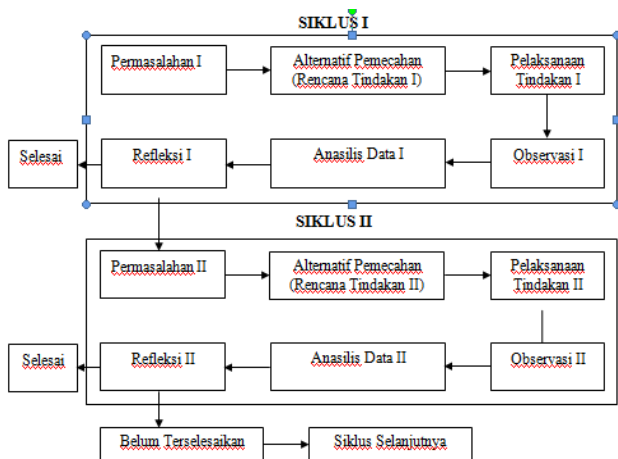 SIKLUS I
Permasalahan I
Alternatif Pemecahan
(Rencana Tindakan I)
Pelaksanaan
Tindakan I
Selesai
Refleksi I
Anasilis Data I
Observasi I
SIKLUS II
Permasalahan II
Alternatif Pemecahan
(Rencana Tindakan II)
Pelaksanaan
Tindakan II
Selesai
Refleksi II
Anasilis Data II
Observasi II
Belum Terselesaikan
Siklus Selanjutnya